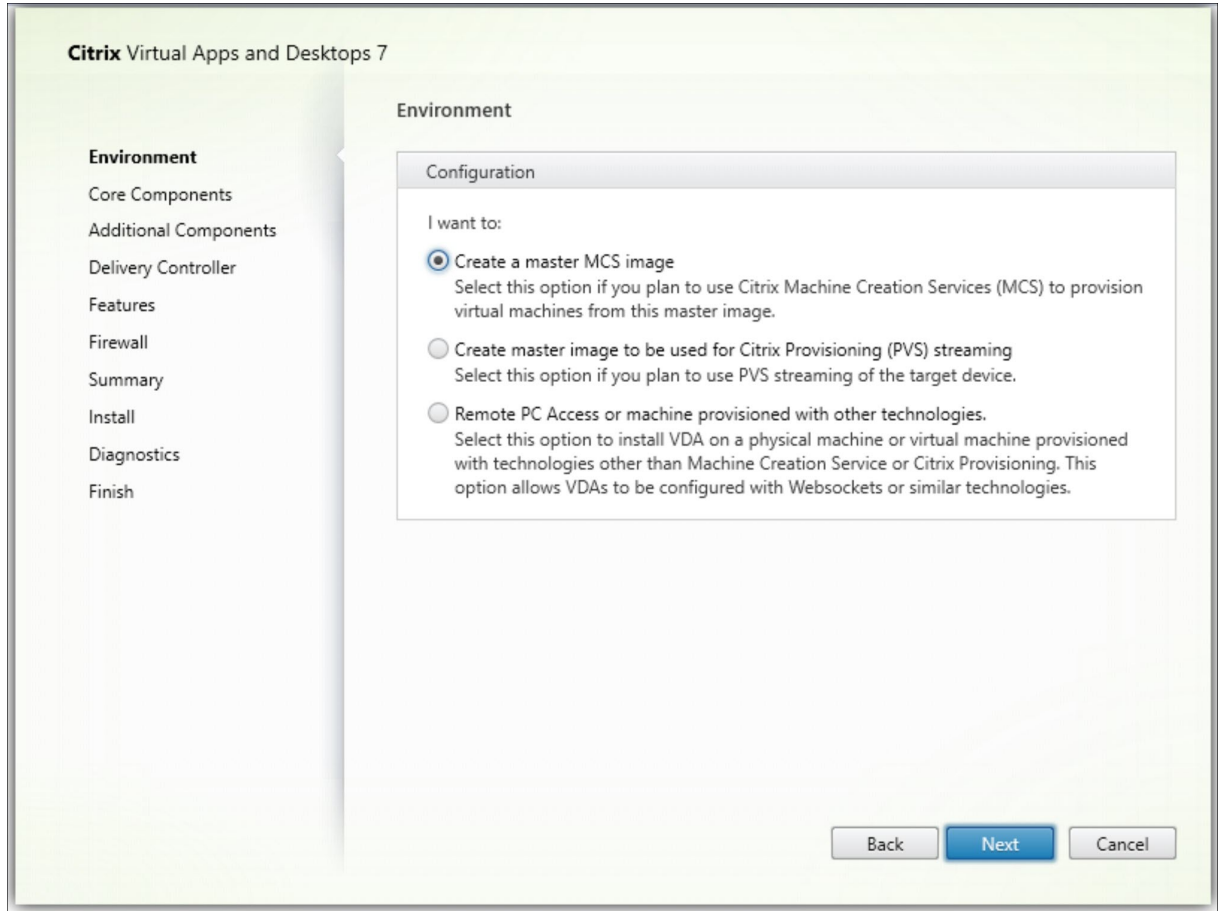 Citrix Virtual Apps and Desktops 7
Environment
Core Components
Additional Components
Delivery Controller
Features
Firewall
Summary
Install
Diagnostics
Finish
Environment
Configuration
I want to:
Create a master MCS image
Select this option if you plan to use Citrix Machine Creation Services (MCS) to provision
virtual machines from this master image.
Create master image to be used for Citrix Provisioning (PVS) streaming
Select this option if you plan to use PVS streaming of the target device.
Remote PC Access or machine provisioned with other technologies.
Select this option to install VDA on a physical machine or virtual machine provisioned
with technologies other than Machine Creation Service or Citrix Provisioning. This
option allows VDAs to be configured with Websockets or similar technologies.
Back
Next
Cancel